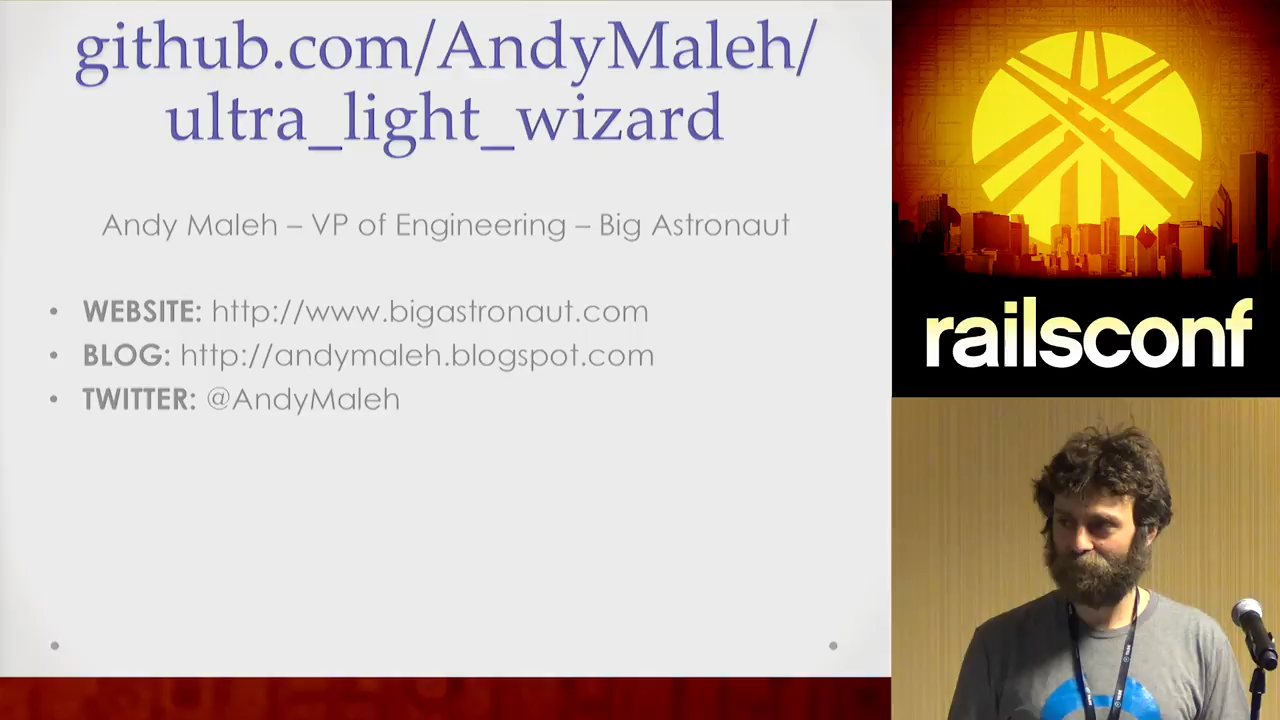 github.com/AndyMaleh/
ultra_light_wizard
Andy Maleh – VP of Engineering – Big Astronaut
• WEBSITE: http://www.bigastronaut.com
• BLOG: http://andymaleh.blogspot.com
• TWITTER: @AndyMaleh
railsconf